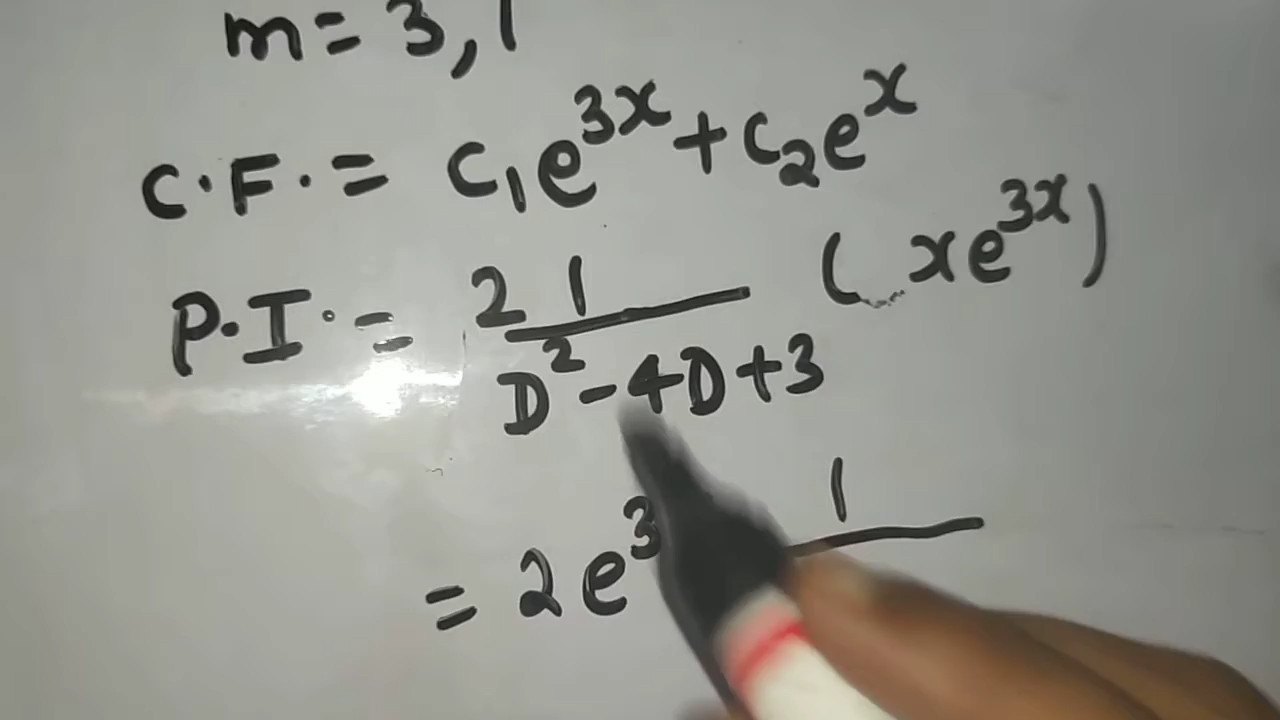 m = 3, 1
C.F. = C₁e³ˣ + C₂eˣ
P.I. = 2 1/(D² - 4D + 3) (xe³ˣ)
= 2e³ 1